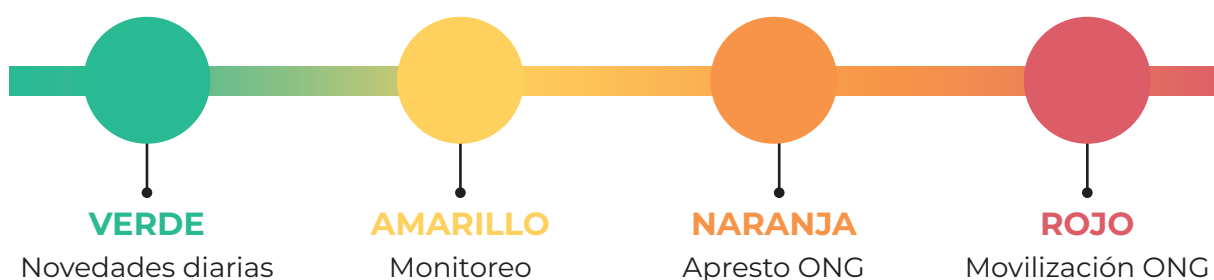 VERDE
Novedades diarias
AMARILLO
Monitoreo
NARANJA
Apresto ONG
ROJO
Movilización ONG